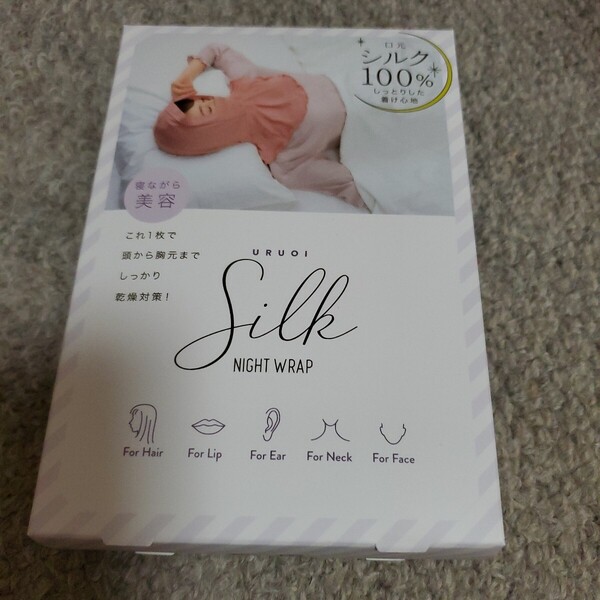 口元
シルク
100%
しっとりした
着け心地
寝ながら
美容
これ1枚で
頭から胸元まで
しっかり
乾燥対策!
URUOI
Silk
NIGHT WRAP
For Hair
For Lip
For Ear
For Neck
For Face